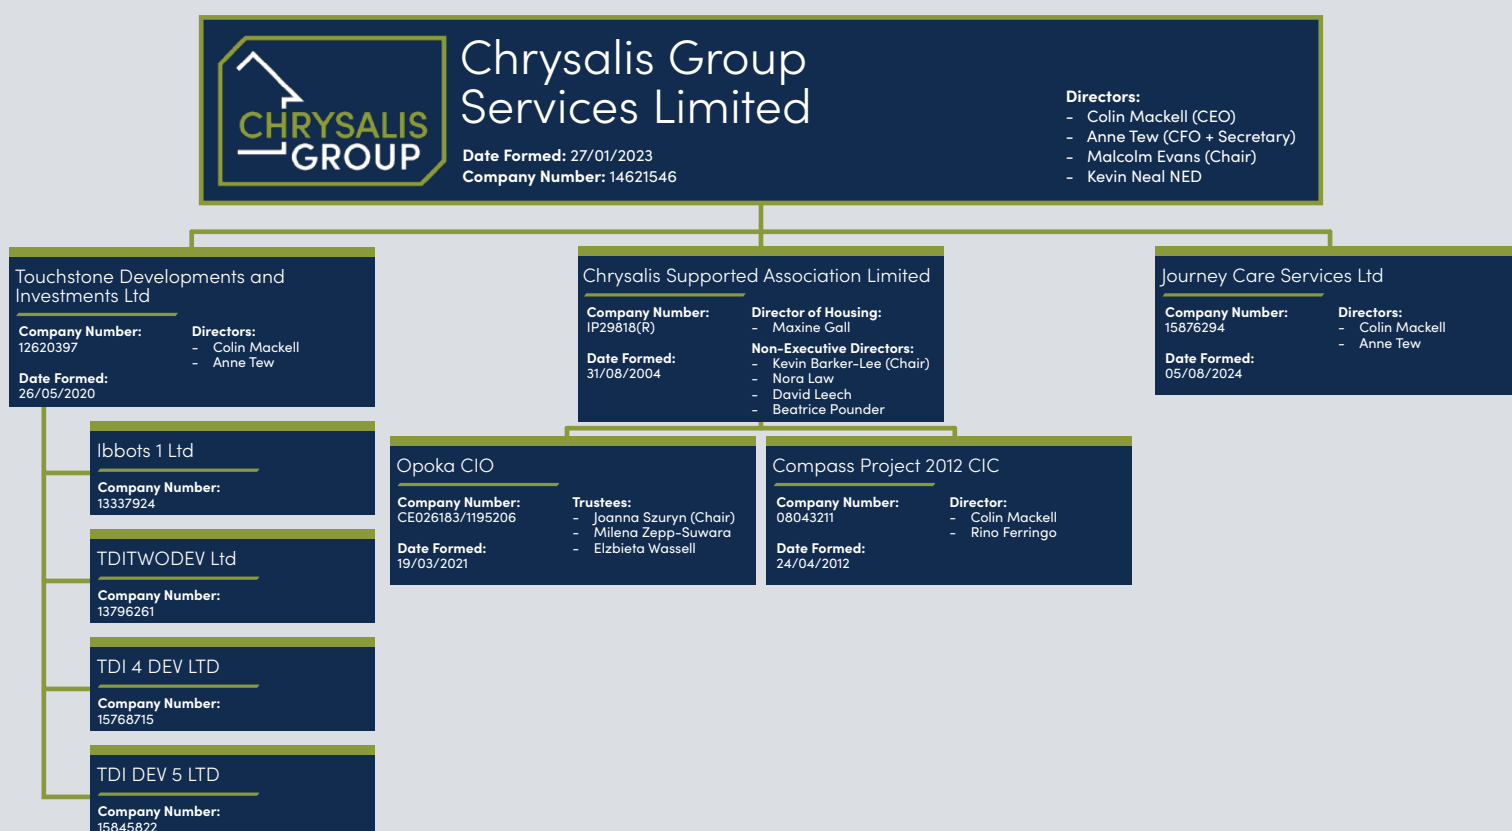 CHRYSALIS
GROUP
Chrysalis Group
Services Limited
Date Formed: 27/01/2023
Company Number: 14621546
Directors:
- Colin Mackell (CEO)
- Anne Tew (CFO + Secretary)
- Malcolm Evans (Chair)
- Kevin Neal NED
Touchstone Developments and
Investments Ltd
Company Number:
12620397
Date Formed:
26/05/2020
Directors:
- Colin Mackell
- Anne Tew
Ibbots 1 Ltd
Company Number:
13337924
TDITWODEV Ltd
Company Number:
13796261
TDI 4 DEV LTD
Company Number:
15768715
TDI DEV 5 LTD
Company Number:
15845822
Chrysalis Supported Association Limited
Company Number:
IP29818(R)
Date Formed:
31/08/2004
Director of Housing:
- Maxine Gall
Non-Executive Directors:
- Kevin Barker-Lee (Chair)
- Nora Law
- David Leech
- Beatrice Pounder
Opoka CIO
Company Number:
CE026183/1195206
Date Formed:
19/03/2021
Trustees:
- Joanna Szuryn (Chair)
- Milena Zepp-Suwara
- Elzbieta Wassell
Compass Project 2012 CIC
Company Number:
08043211
Date Formed:
24/04/2012
Director:
- Colin Mackell
- Rino Ferringo
Journey Care Services Ltd
Company Number:
15876294
Date Formed:
05/08/2024
Directors:
- Colin Mackell
- Anne Tew